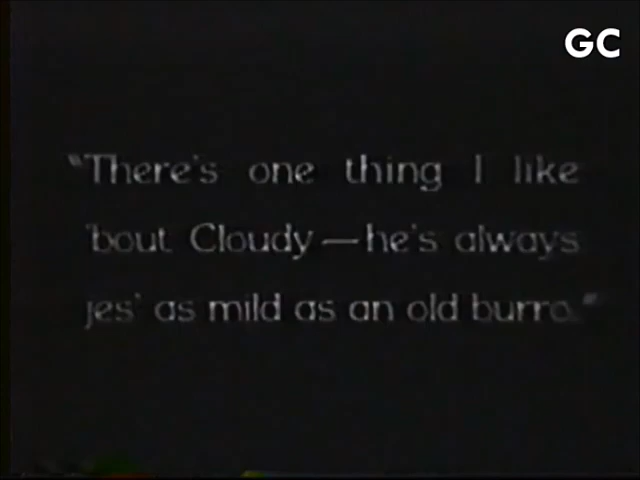 GC
"There's one thing I like
'bout Cloudy—he's always
jes' as mild as an old burro."